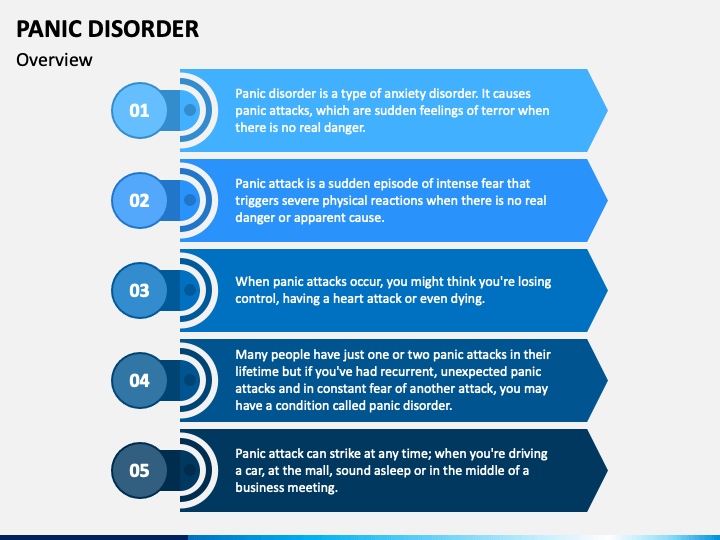 PANIC DISORDER
Overview
01
Panic disorder is a type of anxiety disorder. It causes
panic attacks, which are sudden feelings of terror when
there is no real danger.
02
Panic attack is a sudden episode of intense fear that
triggers severe physical reactions when there is no real
danger or apparent cause.
03
When panic attacks occur, you might think you're losing
control, having a heart attack or even dying.
04
Many people have just one or two panic attacks in their
lifetime but if you've had recurrent, unexpected panic
attacks and in constant fear of another attack, you may
have a condition called panic disorder.
05
Panic attack can strike at any time; when you're driving
a car, at the mall, sound asleep or in the middle of a
business meeting.